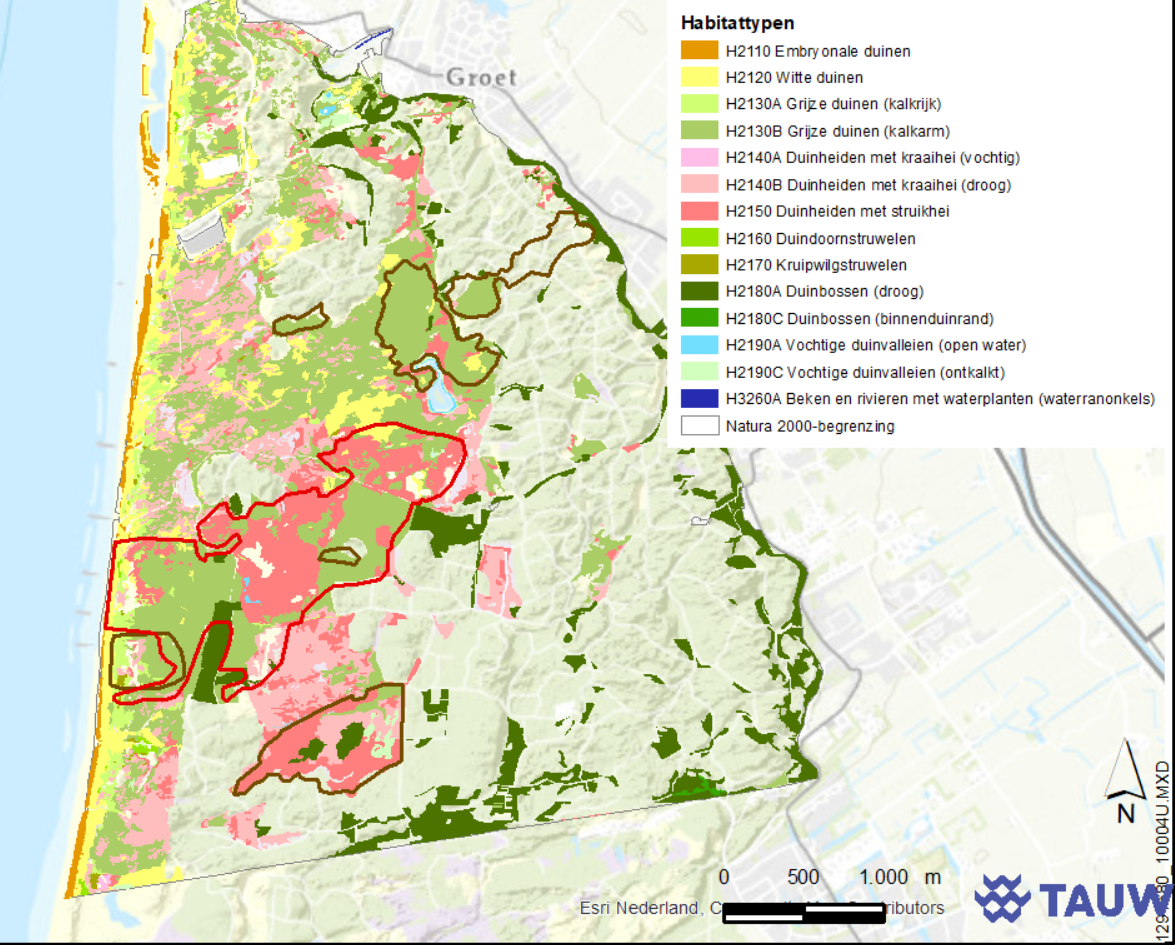 Groet
Habitattypen
H2110 Embryonale duinen
H2120 Witte duinen
H2130A Grijze duinen (kalkrijk)
H2130B Grijze duinen (kalkarm)
H2140A Duinheiden met kraaihei (vochtig)
H2140B Duinheiden met kraaihei (droog)
H2150 Duinheiden met struikhei
H2160 Duindoornstruwelen
H2170 Kruipwilgstruwelen
H2180A Duinbossen (droog)
H2180C Duinbossen (binnenduinrand)
H2190A Vochtige duinvalleien (open water)
H2190C Vochtige duinvalleien (ontkalkt)
H3260A Beken en rivieren met waterplanten (waterranonkels)
Natura 2000-begrenzing
N
0 500 1.000 m
Esri Nederland,
TAUW
10004U.MXD